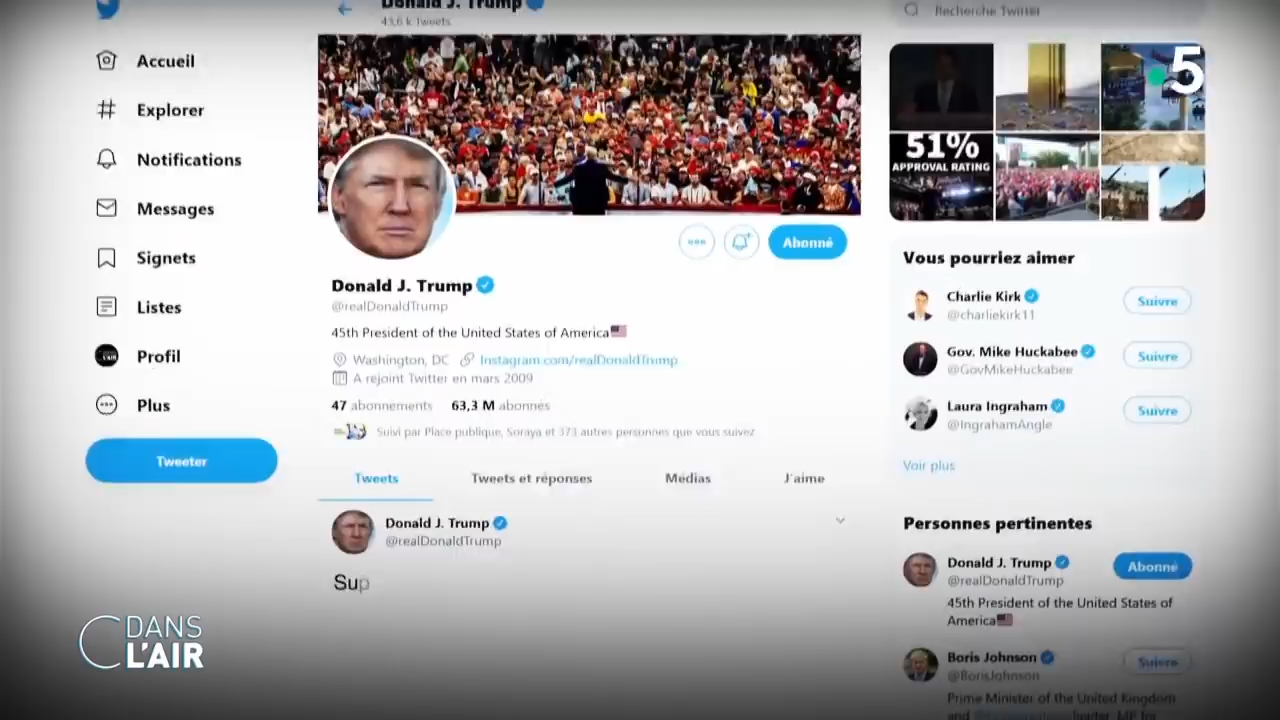 Donald J. Trump
43,6 k Tweets
Accueil
Explorer
Notifications
Messages
Signets
Listes
Profil
Plus
Tweeter
Abonné
Donald J. Trump
@realDonaldTrump
45th President of the United States of America
Washington, DC Instagram.com/realDonaldTrump
A rejoint Twitter en mars 2009
47 abonnements 63,3 M abonnés
Suivi par Place publique, Soraya et 373 autres personnes que vous suivez
Tweets Tweets et réponses Médias J'aime
Donald J. Trump
@realDonaldTrump
Sup
Recherche Twitter
5
51%
APPROVAL RATING
Vous pourriez aimer
Charlie Kirk
@charliekirk11
Suivre
Gov. Mike Huckabee
@GovMikeHuckabee
Suivre
Laura Ingraham
@IngrahamAngle
Suivre
Voir plus
Personnes pertinentes
Donald J. Trump
@realDonaldTrump
Abonné
45th President of the United States of
America
Boris Johnson
@BorisJohnson
Suivre
Prime Minister of the United Kingdom
and
C DANS
L'AIR